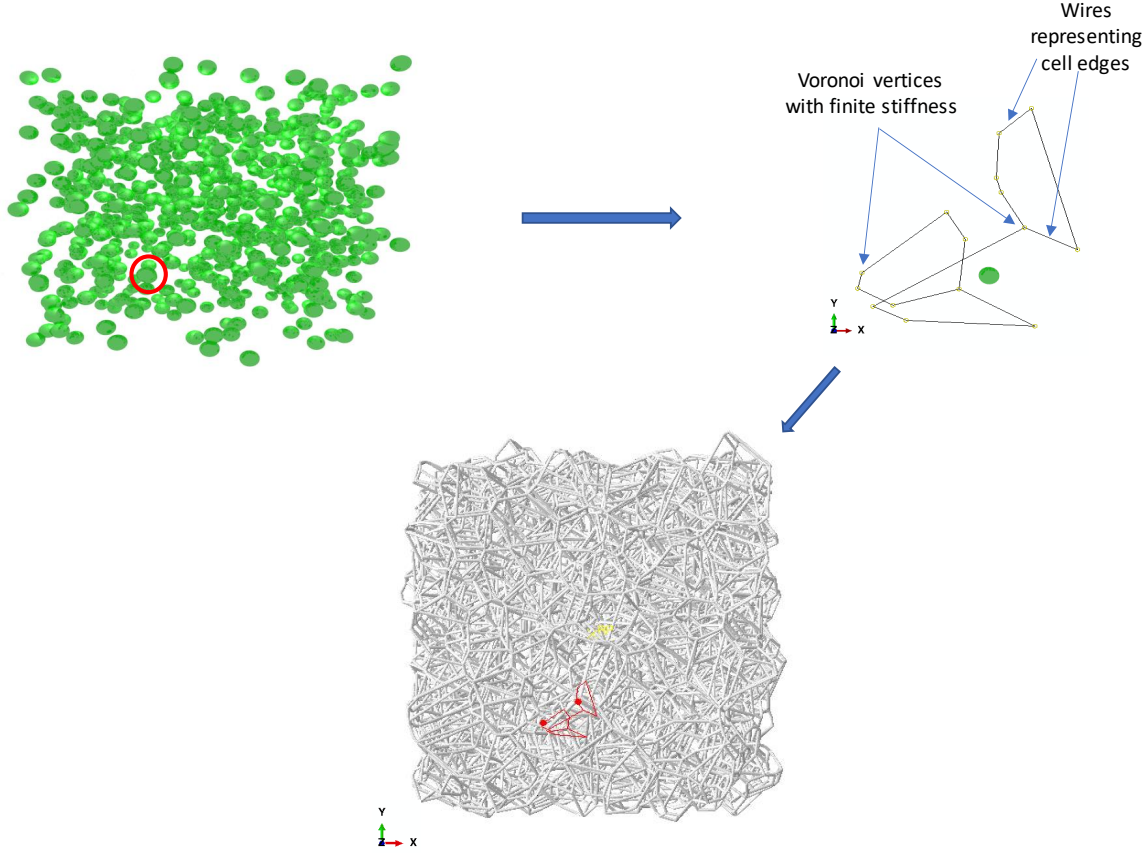 Wires
representing
cell edges
Voronoi vertices
with finite stiffness
Y
Z
X
Y
Z
X